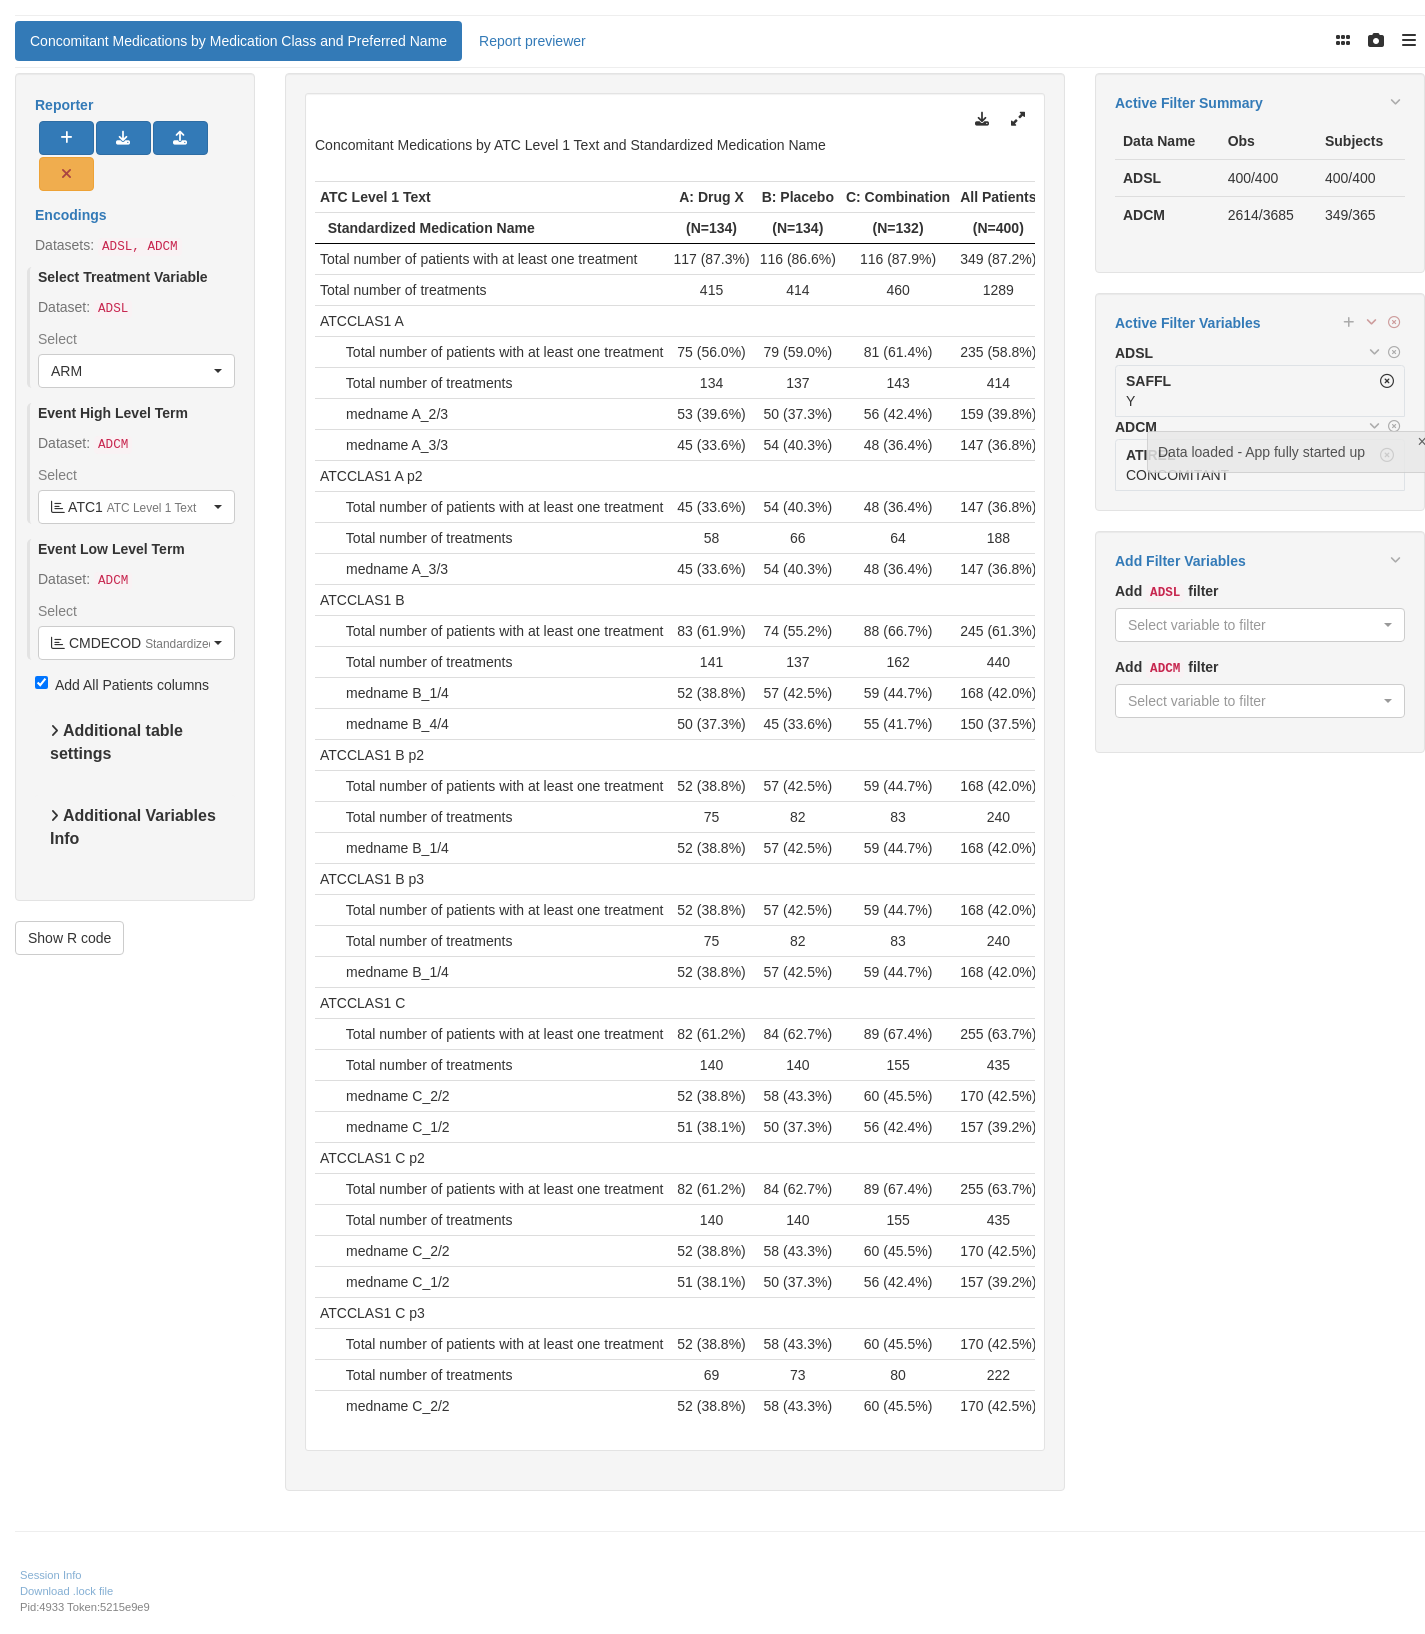 Concomitant Medications by Medication Class and Preferred Name Report previewer
Reporter
Encodings
Datasets: ADSL, ADCM
Select Treatment Variable
Dataset: ADSL
Select
ARM
Event High Level Term
Dataset: ADCM
Select
ATC1 ATC Level 1 Text
Event Low Level Term
Dataset: ADCM
Select
CMDECOD Standardized
Add All Patients columns
Additional table
settings
Additional Variables
Info
Show R code
Concomitant Medications by ATC Level 1 Text and Standardized Medication Name
ATC Level 1 Text A: Drug X B: Placebo C: Combination All Patients
Standardized Medication Name (N=134) (N=134) (N=132) (N=400)
Total number of patients with at least one treatment 117 (87.3%) 116 (86.6%) 116 (87.9%) 349 (87.2%)
Total number of treatments 415 414 460 1289
ATCCLAS1 A
Total number of patients with at least one treatment 75 (56.0%) 79 (59.0%) 81 (61.4%) 235 (58.8%)
Total number of treatments 134 137 143 414
medname A_2/3 53 (39.6%) 50 (37.3%) 56 (42.4%) 159 (39.8%)
medname A_3/3 45 (33.6%) 54 (40.3%) 48 (36.4%) 147 (36.8%)
ATCCLAS1 A p2
Total number of patients with at least one treatment 45 (33.6%) 54 (40.3%) 48 (36.4%) 147 (36.8%)
Total number of treatments 58 66 64 188
medname A_3/3 45 (33.6%) 54 (40.3%) 48 (36.4%) 147 (36.8%)
ATCCLAS1 B
Total number of patients with at least one treatment 83 (61.9%) 74 (55.2%) 88 (66.7%) 245 (61.3%)
Total number of treatments 141 137 162 440
medname B_1/4 52 (38.8%) 57 (42.5%) 59 (44.7%) 168 (42.0%)
medname B_4/4 50 (37.3%) 45 (33.6%) 55 (41.7%) 150 (37.5%)
ATCCLAS1 B p2
Total number of patients with at least one treatment 52 (38.8%) 57 (42.5%) 59 (44.7%) 168 (42.0%)
Total number of treatments 75 82 83 240
medname B_1/4 52 (38.8%) 57 (42.5%) 59 (44.7%) 168 (42.0%)
ATCCLAS1 B p3
Total number of patients with at least one treatment 52 (38.8%) 57 (42.5%) 59 (44.7%) 168 (42.0%)
Total number of treatments 75 82 83 240
medname B_1/4 52 (38.8%) 57 (42.5%) 59 (44.7%) 168 (42.0%)
ATCCLAS1 C
Total number of patients with at least one treatment 82 (61.2%) 84 (62.7%) 89 (67.4%) 255 (63.7%)
Total number of treatments 140 140 155 435
medname C_2/2 52 (38.8%) 58 (43.3%) 60 (45.5%) 170 (42.5%)
medname C_1/2 51 (38.1%) 50 (37.3%) 56 (42.4%) 157 (39.2%)
ATCCLAS1 C p2
Total number of patients with at least one treatment 82 (61.2%) 84 (62.7%) 89 (67.4%) 255 (63.7%)
Total number of treatments 140 140 155 435
medname C_2/2 52 (38.8%) 58 (43.3%) 60 (45.5%) 170 (42.5%)
medname C_1/2 51 (38.1%) 50 (37.3%) 56 (42.4%) 157 (39.2%)
ATCCLAS1 C p3
Total number of patients with at least one treatment 52 (38.8%) 58 (43.3%) 60 (45.5%) 170 (42.5%)
Total number of treatments 69 73 80 222
medname C_2/2 52 (38.8%) 58 (43.3%) 60 (45.5%) 170 (42.5%)
Active Filter Summary
Data Name Obs Subjects
ADSL 400/400 400/400
ADCM 2614/3685 349/365
Active Filter Variables
ADSL
SAFFL
Y
ADCM
Data loaded - App fully started up
CONCOMITANT
Add Filter Variables
Add ADSL filter
Select variable to filter
Add ADCM filter
Select variable to filter
Session Info
Download .lock file
Pid:4933 Token:5215e9e9